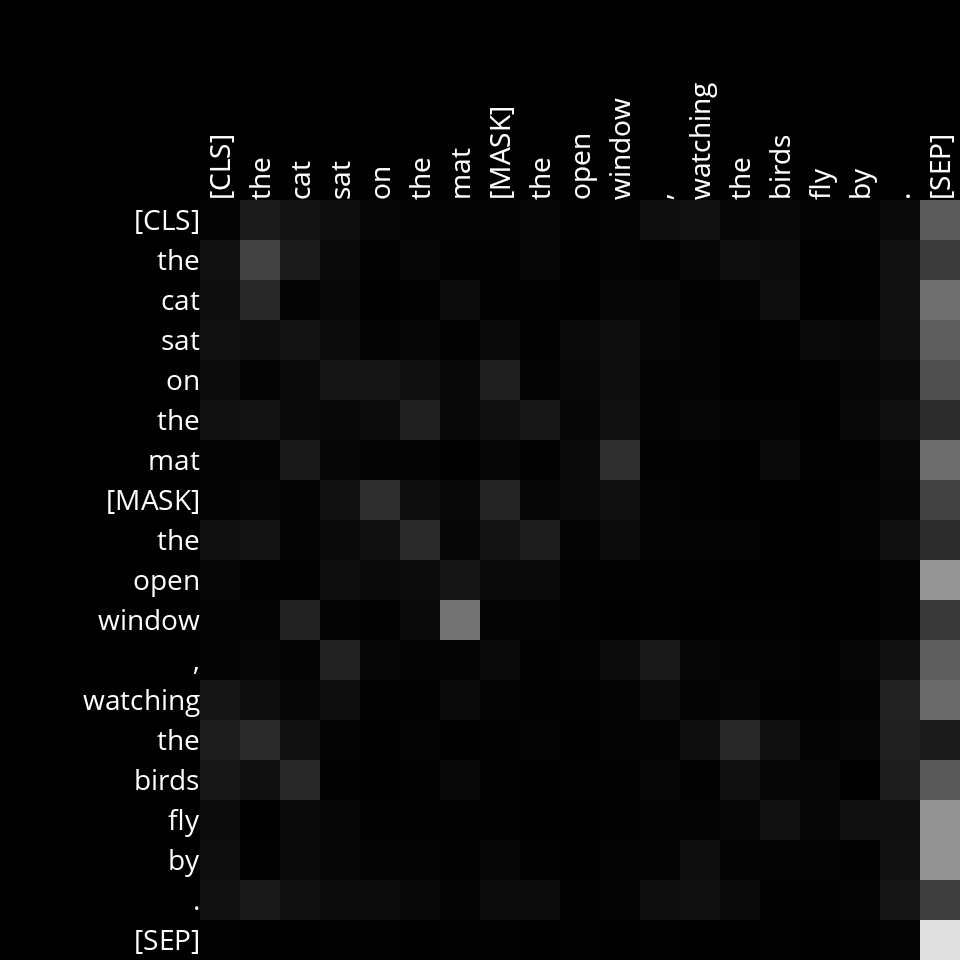 [CLS] the cat sat on the mat [MASK] the open window , watching the birds fly by . [SEP]
[CLS]
the
cat
sat
on
the
mat
[MASK]
the
open
window
,
watching
the
birds
fly
by
.
[SEP]